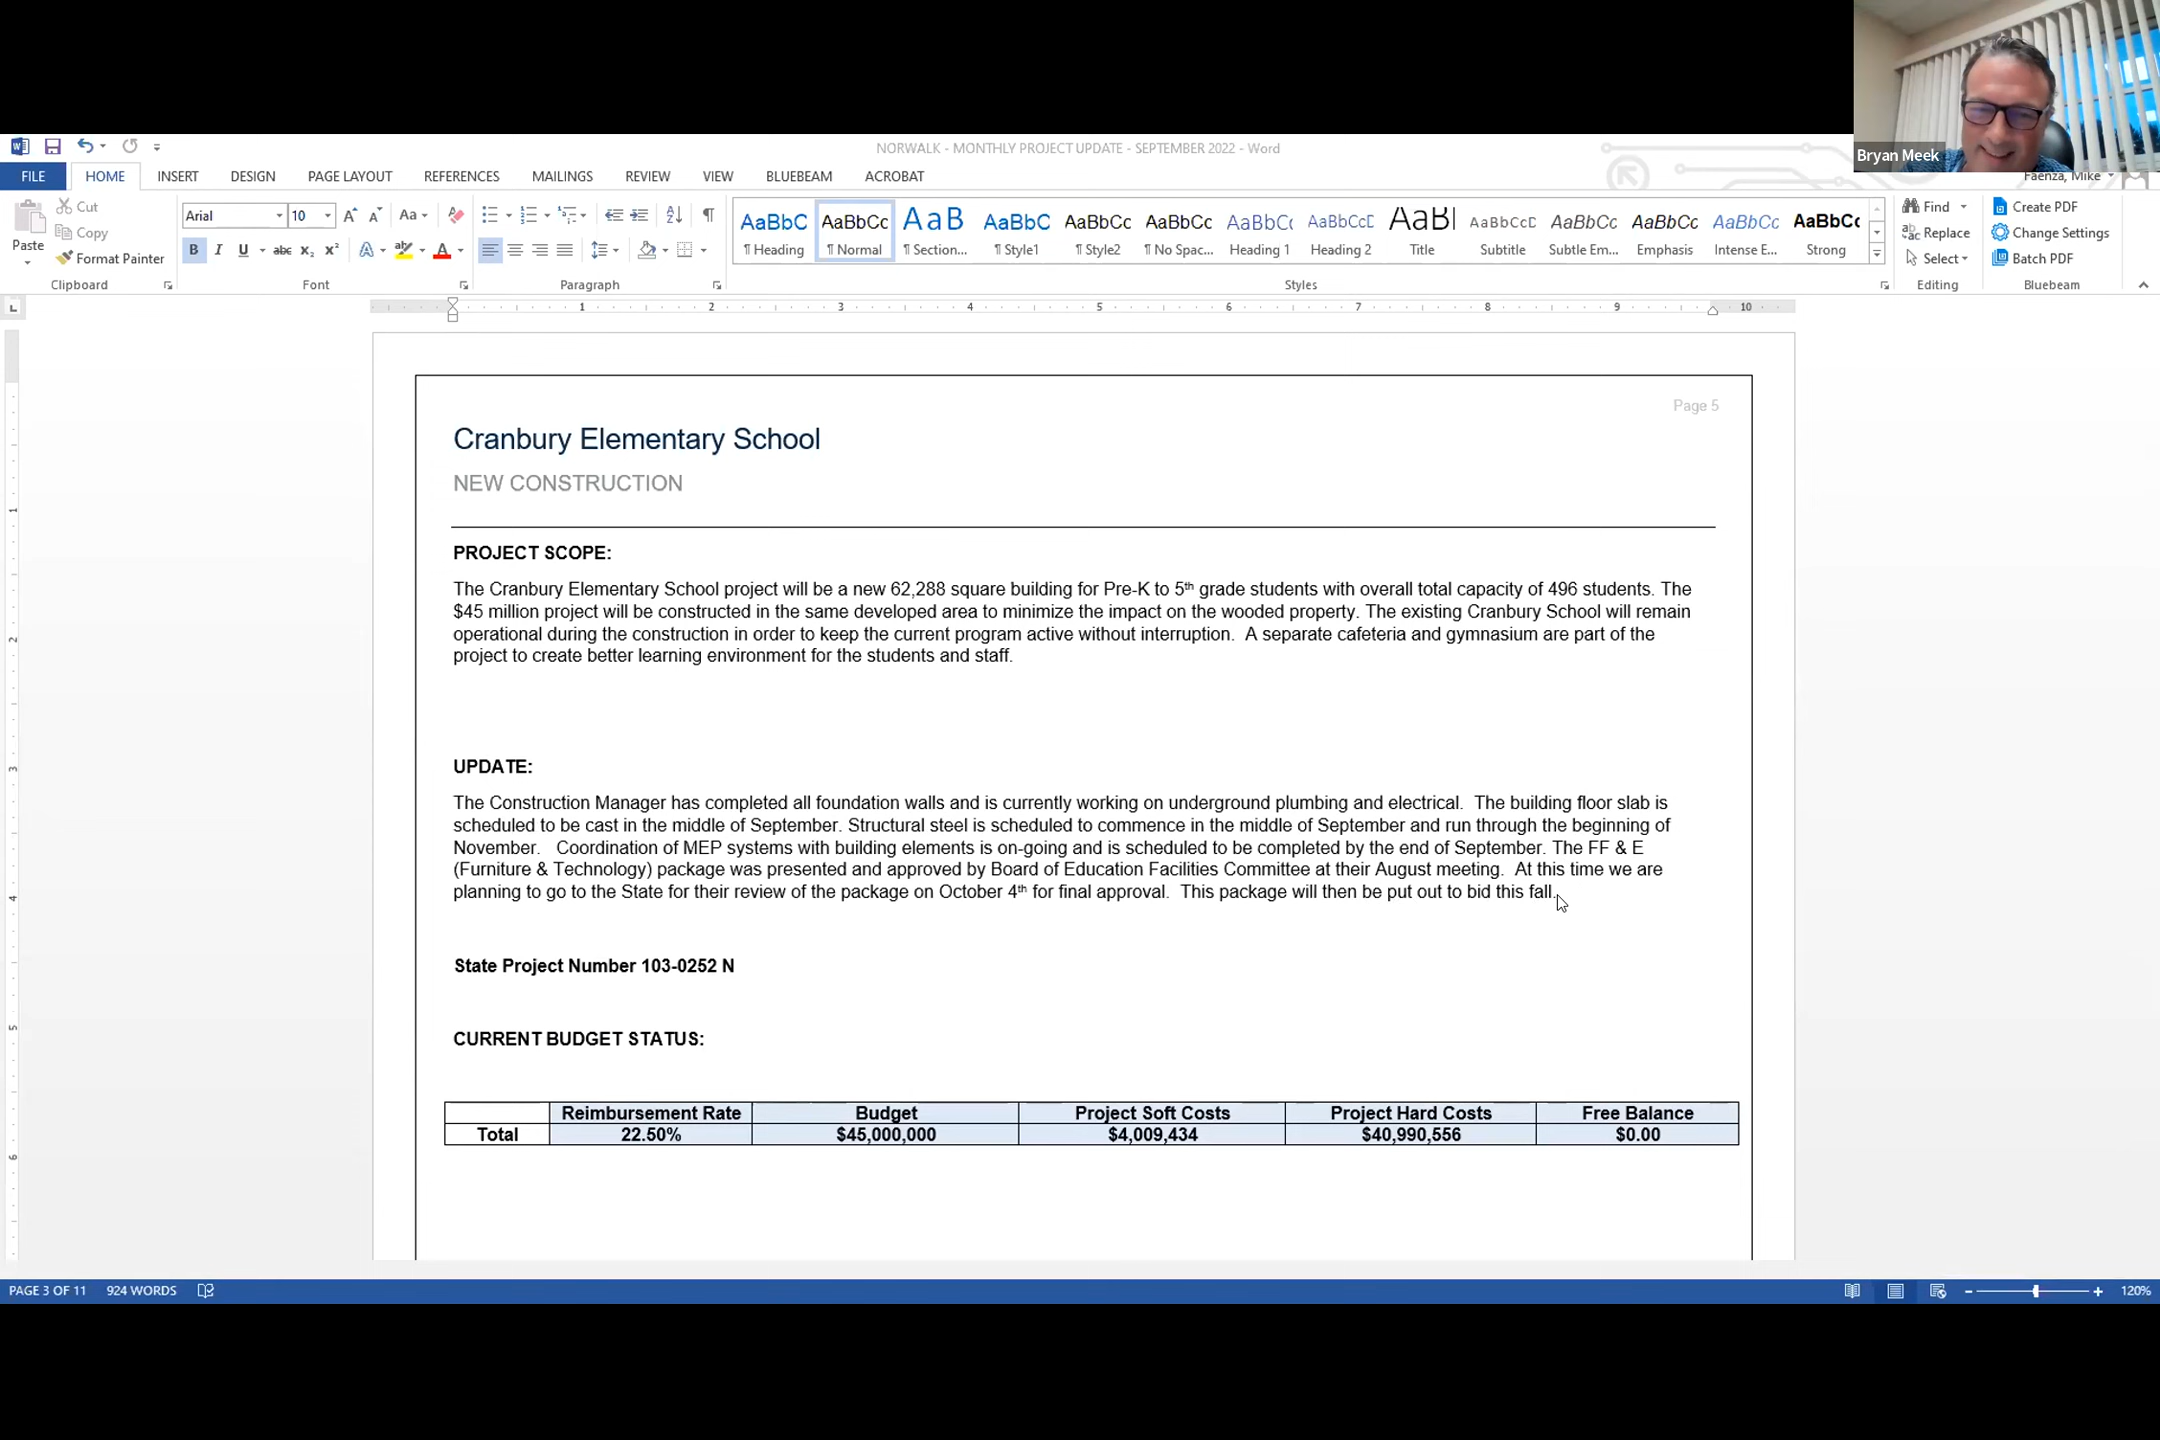 NORWALK - MONTHLY PROJECT UPDATE - SEPTEMBER 2022 - Word
Bryan Meek
Faenza, Mike
FILE HOME INSERT DESIGN PAGE LAYOUT REFERENCES MAILINGS REVIEW VIEW BLUEBEAM ACROBAT
Paste
Cut
Copy
Format Painter
Clipboard
Arial 10
Font
Paragraph
AaBbC AaBbCc AaB AaBbC AaBbCc AaBbCc AaBbC AaBbCcD AaBl AaBbCcD AaBbCc AaBbCc AaBbCc AaBbCc
¶ Heading ¶ Normal ¶ Section... ¶ Style1 ¶ Style2 ¶ No Spac... Heading 1 Heading 2 Title Subtitle Subtle Em... Emphasis Intense E... Strong
Styles
Find
Replace
Select
Editing
Create PDF
Change Settings
Batch PDF
Bluebeam
1 2 3 4 5 6 7 8 9 10
Page 5
Cranbury Elementary School
NEW CONSTRUCTION
PROJECT SCOPE:
The Cranbury Elementary School project will be a new 62,288 square building for Pre-K to 5th grade students with overall total capacity of 496 students. The
$45 million project will be constructed in the same developed area to minimize the impact on the wooded property. The existing Cranbury School will remain
operational during the construction in order to keep the current program active without interruption. A separate cafeteria and gymnasium are part of the
project to create better learning environment for the students and staff.
UPDATE:
The Construction Manager has completed all foundation walls and is currently working on underground plumbing and electrical. The building floor slab is
scheduled to be cast in the middle of September. Structural steel is scheduled to commence in the middle of September and run through the beginning of
November. Coordination of MEP systems with building elements is on-going and is scheduled to be completed by the end of September. The FF & E
(Furniture & Technology) package was presented and approved by Board of Education Facilities Committee at their August meeting. At this time we are
planning to go to the State for their review of the package on October 4th for final approval. This package will then be put out to bid this fall.
State Project Number 103-0252 N
CURRENT BUDGET STATUS:
Reimbursement Rate Budget Project Soft Costs Project Hard Costs Free Balance
Total 22.50% $45,000,000 $4,009,434 $40,990,556 $0.00
PAGE 3 OF 11 924 WORDS
120%